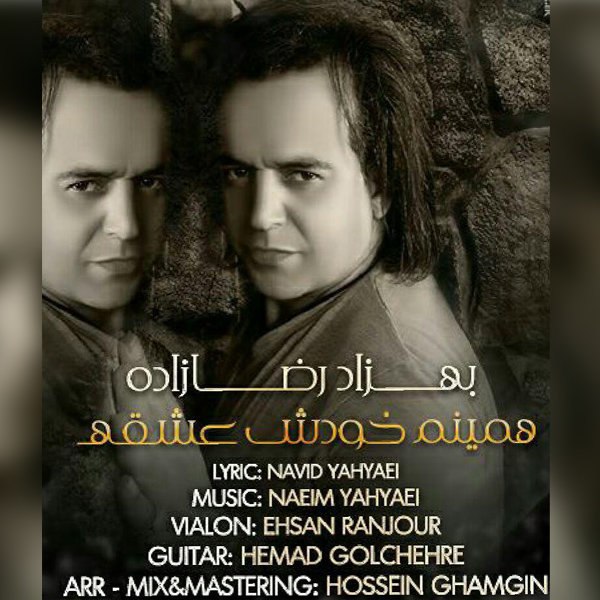 بهزاد رضازاده
همینم خودش عشقه
LYRIC: NAVID YAHYAEI
MUSIC: NAEIM YAHYAEI
VIALON: EHSAN RANJOUR
GUITAR: HEMAD GOLCHEHRE
ARR - MIX&MASTERING: HOSSEIN GHAMGIN